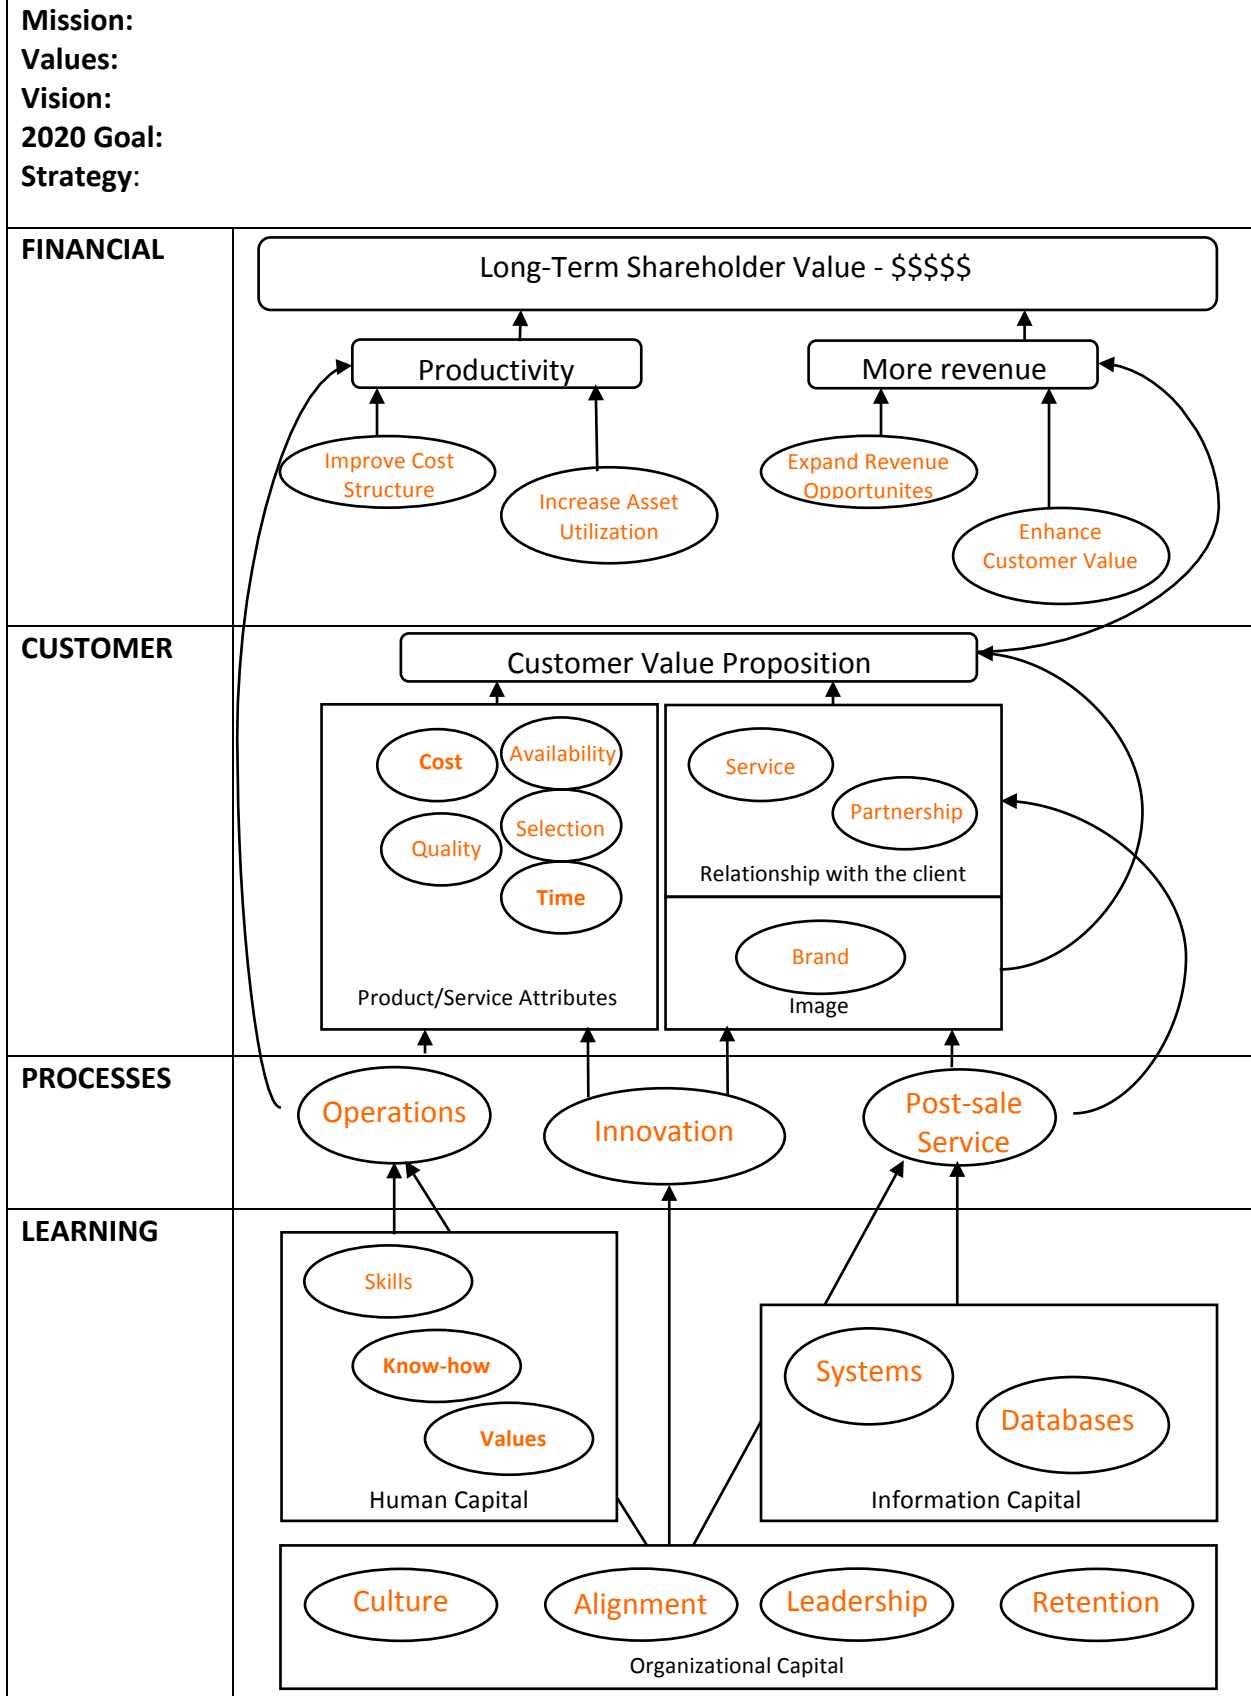 Mission:
Values:
Vision:
2020 Goal:
Strategy:
FINANCIAL
Long-Term Shareholder Value - $$$$$
Productivity
More revenue
Improve Cost
Structure
Increase Asset
Utilization
Expand Revenue
Opportunites
Enhance
Customer Value
CUSTOMER
Customer Value Proposition
Cost
Availability
Quality
Selection
Time
Product/Service Attributes
Service
Partnership
Relationship with the client
Brand
Image
PROCESSES
Operations
Innovation
Post-sale
Service
LEARNING
Skills
Know-how
Values
Human Capital
Systems
Databases
Information Capital
Culture
Alignment
Leadership
Retention
Organizational Capital